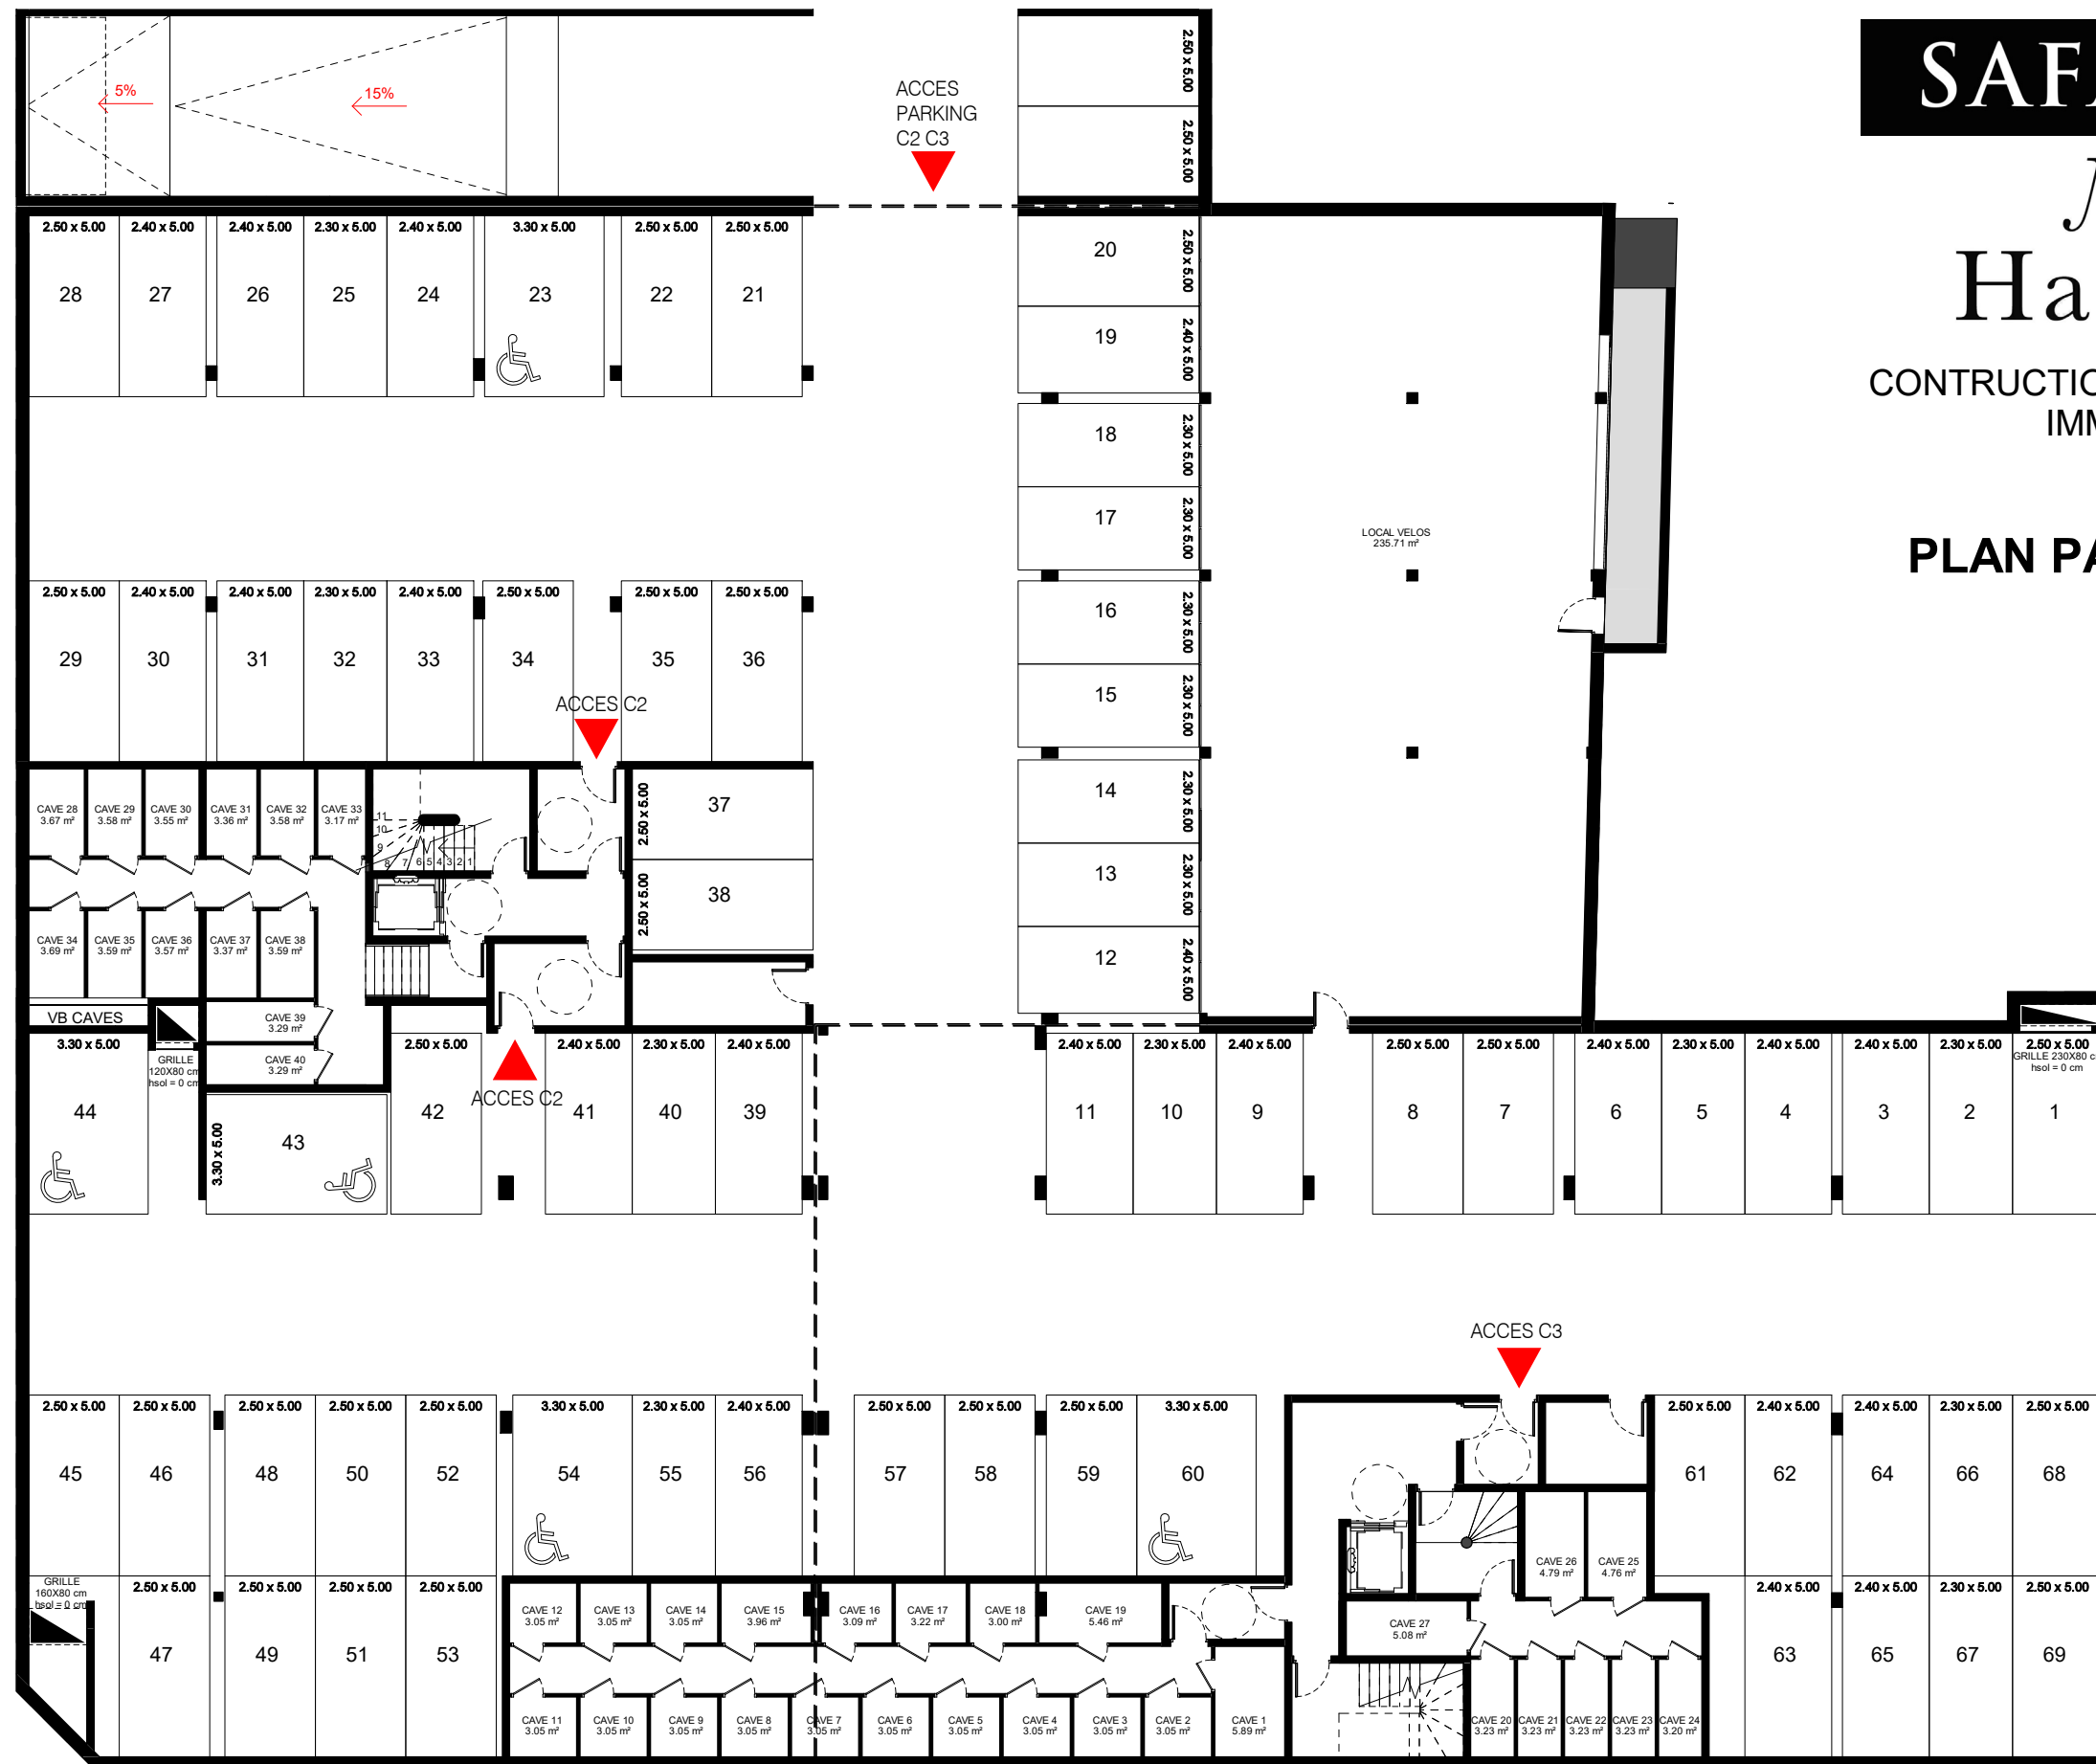 SAFA
Ha
CONTRUCTIO
IMM
PLAN PA
5%
15%
ACCES
PARKING
C2 C3
2.50 x 5.00
2.50 x 5.00
2.50 x 5.00 2.40 x 5.00 2.40 x 5.00 2.30 x 5.00 2.40 x 5.00 3.30 x 5.00 2.50 x 5.00 2.50 x 5.00
28 27 26 25 24 23 22 21
20 2.50 x 5.00
19 2.40 x 5.00
18 2.30 x 5.00
17 2.30 x 5.00
16 2.30 x 5.00
15 2.30 x 5.00
14 2.30 x 5.00
13 2.30 x 5.00
12 2.40 x 5.00
LOCAL VELOS
235.71 m²
2.50 x 5.00 2.40 x 5.00 2.40 x 5.00 2.30 x 5.00 2.40 x 5.00 2.50 x 5.00 2.50 x 5.00 2.50 x 5.00
29 30 31 32 33 34 35 36
ACCES C2
CAVE 28 CAVE 29 CAVE 30 CAVE 31 CAVE 32 CAVE 33
3.67 m² 3.58 m² 3.55 m² 3.36 m² 3.58 m² 3.17 m²
11
10
9
8 7 6 5 4 3 2 1
2.50 x 5.00 37
2.50 x 5.00 38
CAVE 34 CAVE 35 CAVE 36 CAVE 37 CAVE 38
3.69 m² 3.59 m² 3.57 m² 3.37 m² 3.59 m²
VB CAVES
CAVE 39
3.29 m²
CAVE 40
3.29 m²
GRILLE
120X80 cm
hsol = 0 cm
3.30 x 5.00 2.50 x 5.00 2.40 x 5.00 2.30 x 5.00 2.40 x 5.00
44 3.30 x 5.00 43 42 41 40 39
ACCES C2
2.40 x 5.00 2.30 x 5.00 2.40 x 5.00 2.50 x 5.00 2.50 x 5.00 2.40 x 5.00 2.30 x 5.00 2.40 x 5.00 2.40 x 5.00 2.30 x 5.00 2.50 x 5.00
GRILLE 230X80 c
hsol = 0 cm
11 10 9 8 7 6 5 4 3 2 1
ACCES C3
2.50 x 5.00 2.50 x 5.00 2.50 x 5.00 2.50 x 5.00 2.50 x 5.00 3.30 x 5.00 2.30 x 5.00 2.40 x 5.00 2.50 x 5.00 2.50 x 5.00 2.50 x 5.00 3.30 x 5.00 2.50 x 5.00 2.40 x 5.00 2.40 x 5.00 2.30 x 5.00 2.50 x 5.00
45 46 48 50 52 54 55 56 57 58 59 60 61 62 64 66 68
GRILLE
160X80 cm
hsol = 0 cm
2.50 x 5.00 2.50 x 5.00 2.50 x 5.00 2.50 x 5.00 2.40 x 5.00 2.40 x 5.00 2.30 x 5.00 2.50 x 5.00
47 49 51 53 63 65 67 69
CAVE 26 CAVE 25
4.79 m² 4.76 m²
CAVE 12 CAVE 13 CAVE 14 CAVE 15 CAVE 16 CAVE 17 CAVE 18 CAVE 19
3.05 m² 3.05 m² 3.05 m² 3.96 m² 3.09 m² 3.22 m² 3.00 m² 5.46 m²
CAVE 27
5.08 m²
CAVE 11 CAVE 10 CAVE 9 CAVE 8 CAVE 7 CAVE 6 CAVE 5 CAVE 4 CAVE 3 CAVE 2 CAVE 1
3.05 m² 3.05 m² 3.05 m² 3.05 m² 3.05 m² 3.05 m² 3.05 m² 3.05 m² 3.05 m² 3.05 m² 5.89 m²
CAVE 20 CAVE 21 CAVE 22 CAVE 23 CAVE 24
3.23 m² 3.23 m² 3.23 m² 3.23 m² 3.20 m²